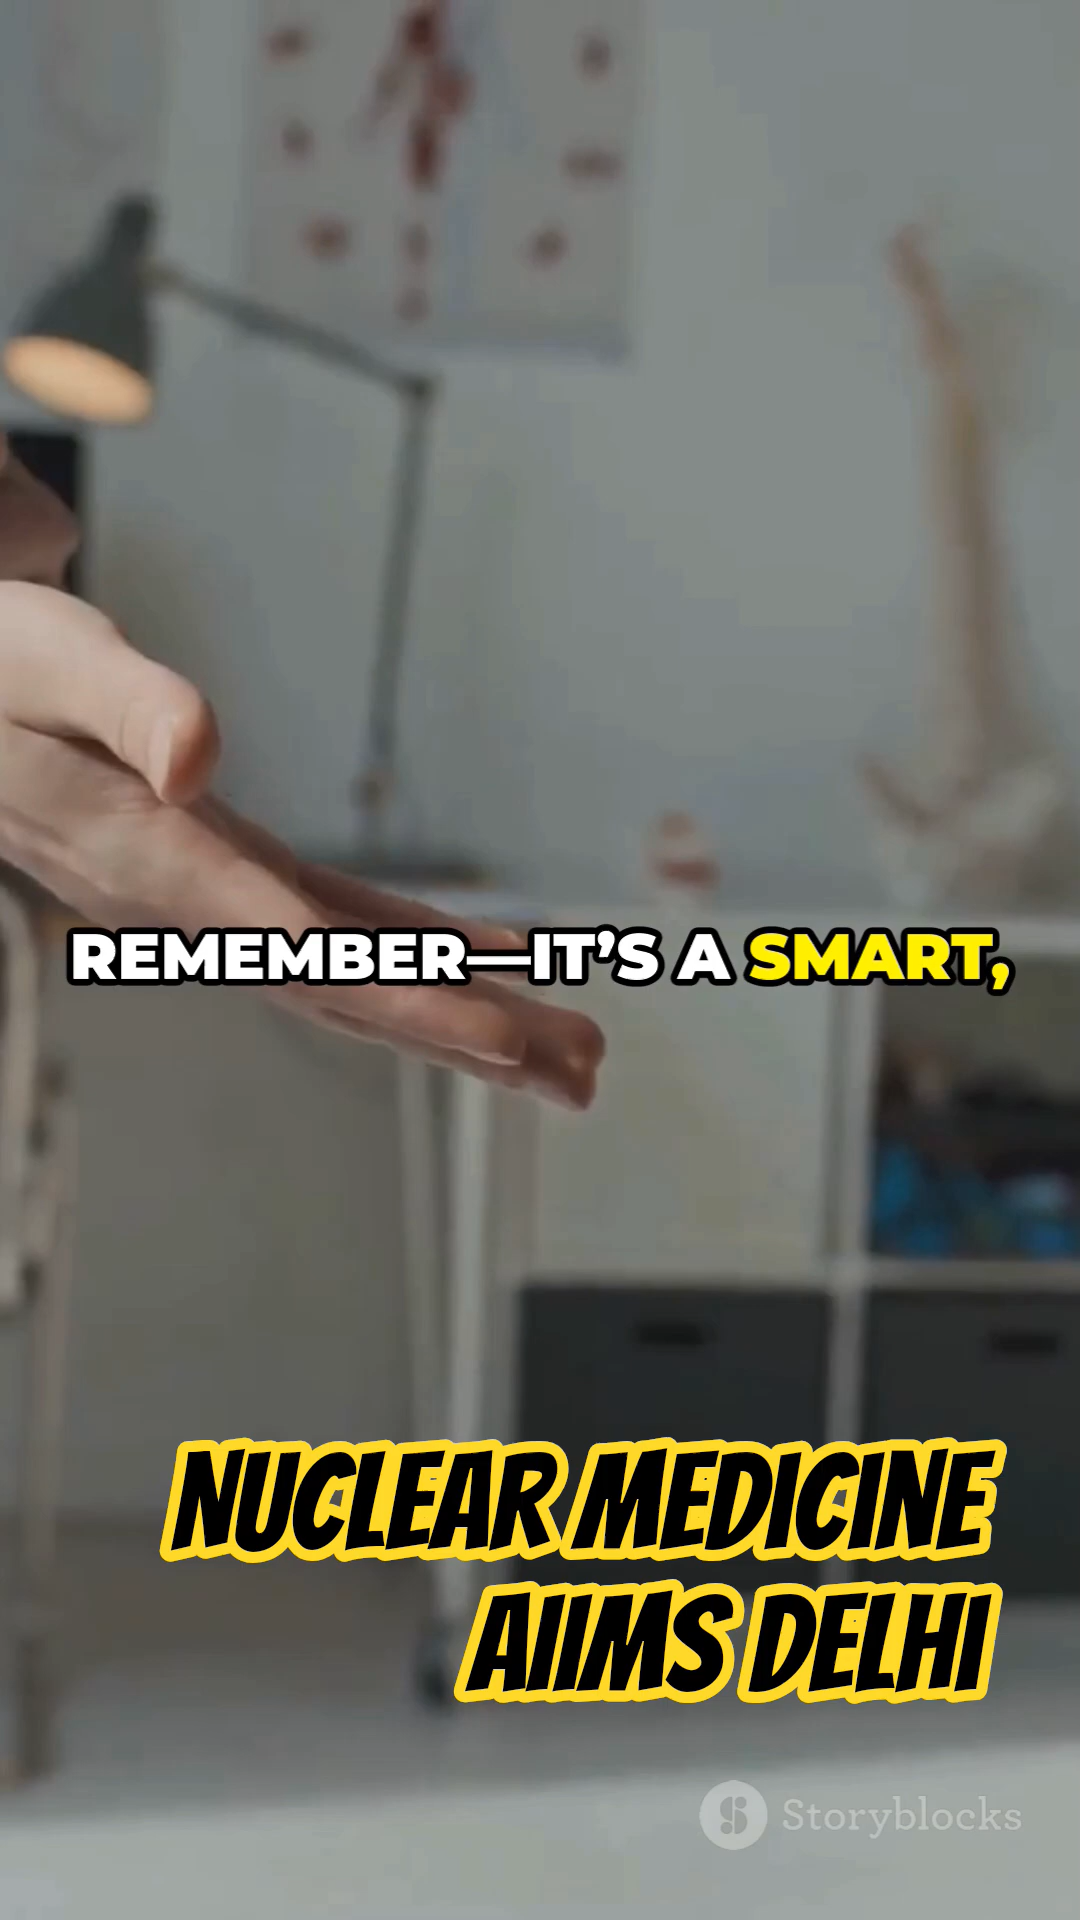 REMEMBER—IT’S A SMART,
NUCLEAR MEDICINE
AIIMS DELHI
Storyblocks